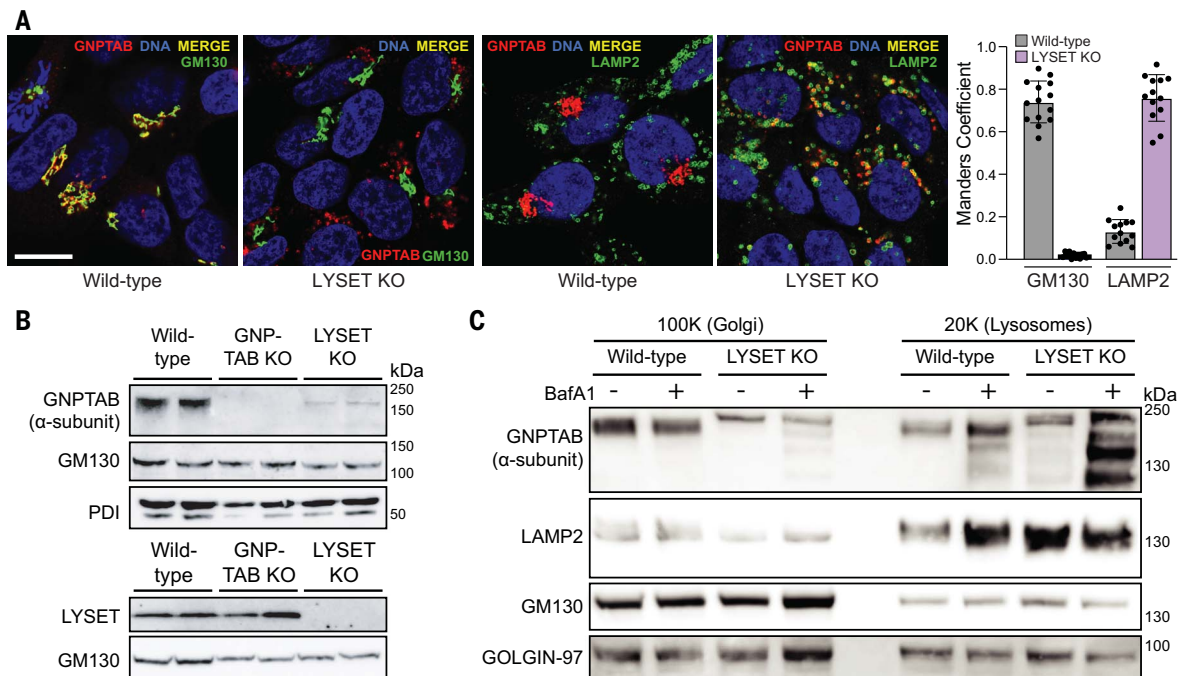 A
GNPTAB DNA MERGE
GM130
DNA MERGE
GNPTAB GM130
GNPTAB DNA MERGE
LAMP2
GNPTAB DNA MERGE
LAMP2
Wild-type
LYSET KO
Wild-type
LYSET KO
Manders Coefficient
1.0
0.8
0.6
0.4
0.2
0.0
Wild-type
LYSET KO
GM130
LAMP2
B
Wild-
type
GNP-
TAB KO
LYSET
KO
kDa
GNPTAB
(α-subunit)
250
150
GM130
150
100
PDI
50
Wild-
type
GNP-
TAB KO
LYSET
KO
LYSET
GM130
C
100K (Golgi)
20K (Lysosomes)
Wild-type
LYSET KO
Wild-type
LYSET KO
BafA1 - + - + - + - + kDa
GNPTAB
(α-subunit)
250
130
LAMP2
130
GM130
130
GOLGIN-97
100